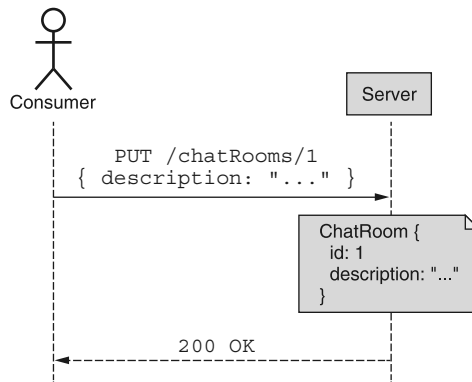 Consumer
Server
PUT /chatRooms/1
{ description: "..." }
ChatRoom {
id: 1
description: "..."
}
200 OK